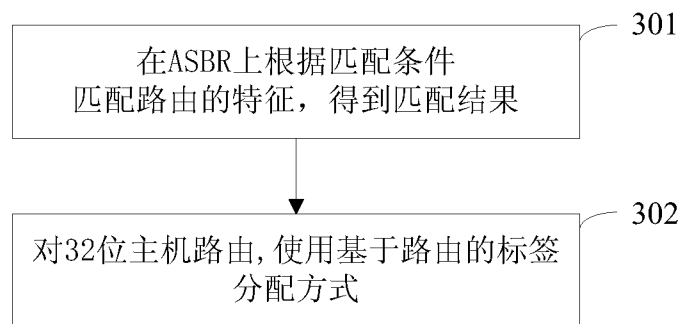 301
在ASBR上根据匹配条件
匹配路由的特征，得到匹配结果
302
对32位主机路由,使用基于路由的标签
分配方式